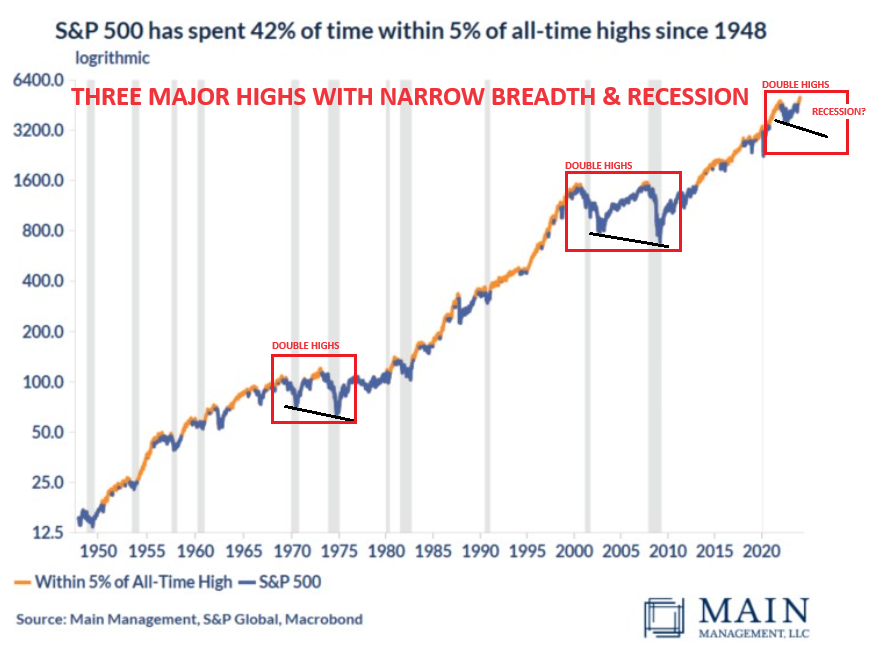 S&P 500 has spent 42% of time within 5% of all-time highs since 1948
logrithmic
THREE MAJOR HIGHS WITH NARROW BREADTH & RECESSION
DOUBLE HIGHS
RECESSION?
DOUBLE HIGHS
DOUBLE HIGHS
6400.0
3200.0
1600.0
800.0
400.0
200.0
100.0
50.0
25.0
12.5
1950 1955 1960 1965 1970 1975 1980 1985 1990 1995 2000 2005 2010 2015 2020
Within 5% of All-Time High S&P 500
Source: Main Management, S&P Global, Macrobond
MAIN
MANAGEMENT, LLC